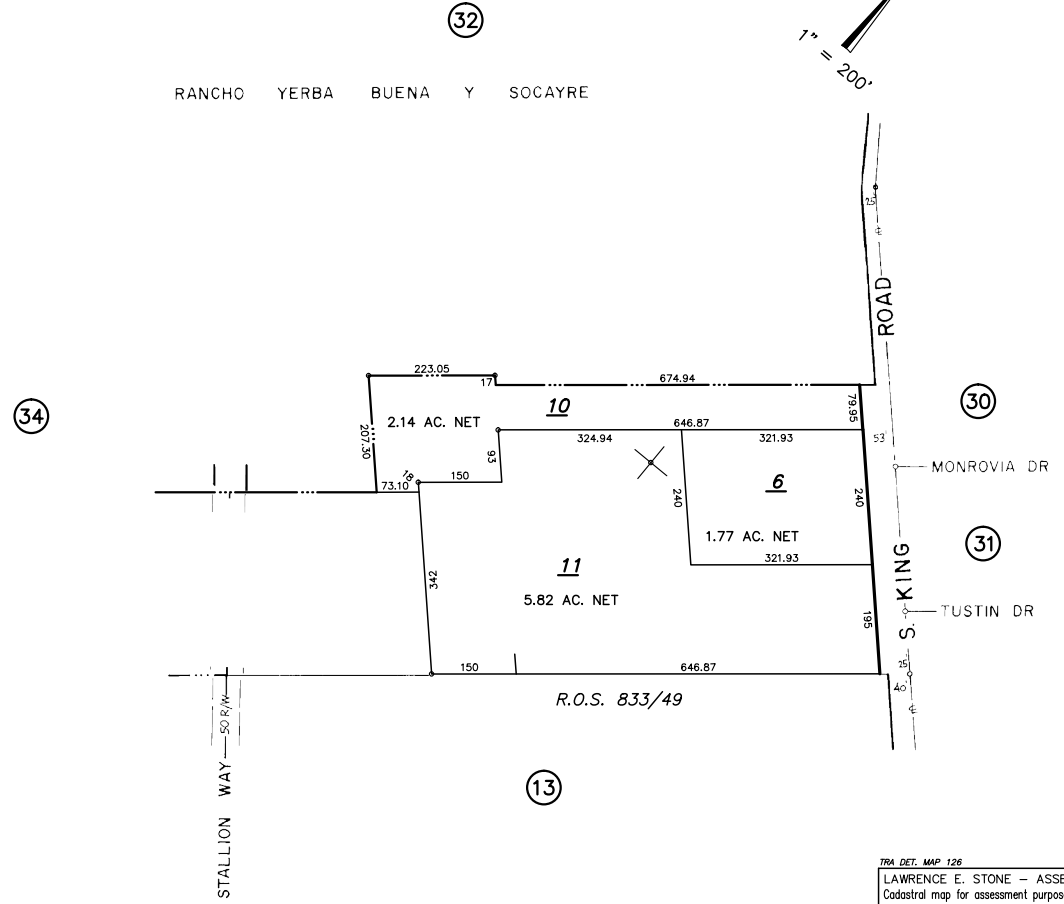 32
1" = 200'
RANCHO YERBA BUENA Y SOCAYRE
25'
ROAD
223.05
17
674.94
34
10
79.95
30
2.14 AC. NET
207.30
646.87
324.94
321.93
53'
93
MONROVIA DR
18
150
73.10
6
240
240
1.77 AC. NET
31
321.93
11
342
5.82 AC. NET
S. KING
TUSTIN DR
195
150
646.87
25'
40'
R.O.S. 833/49
50 R/W
STALLION WAY
13
TRA DET. MAP 126
LAWRENCE E. STONE – ASSE
Cadastral map for assessment purpos